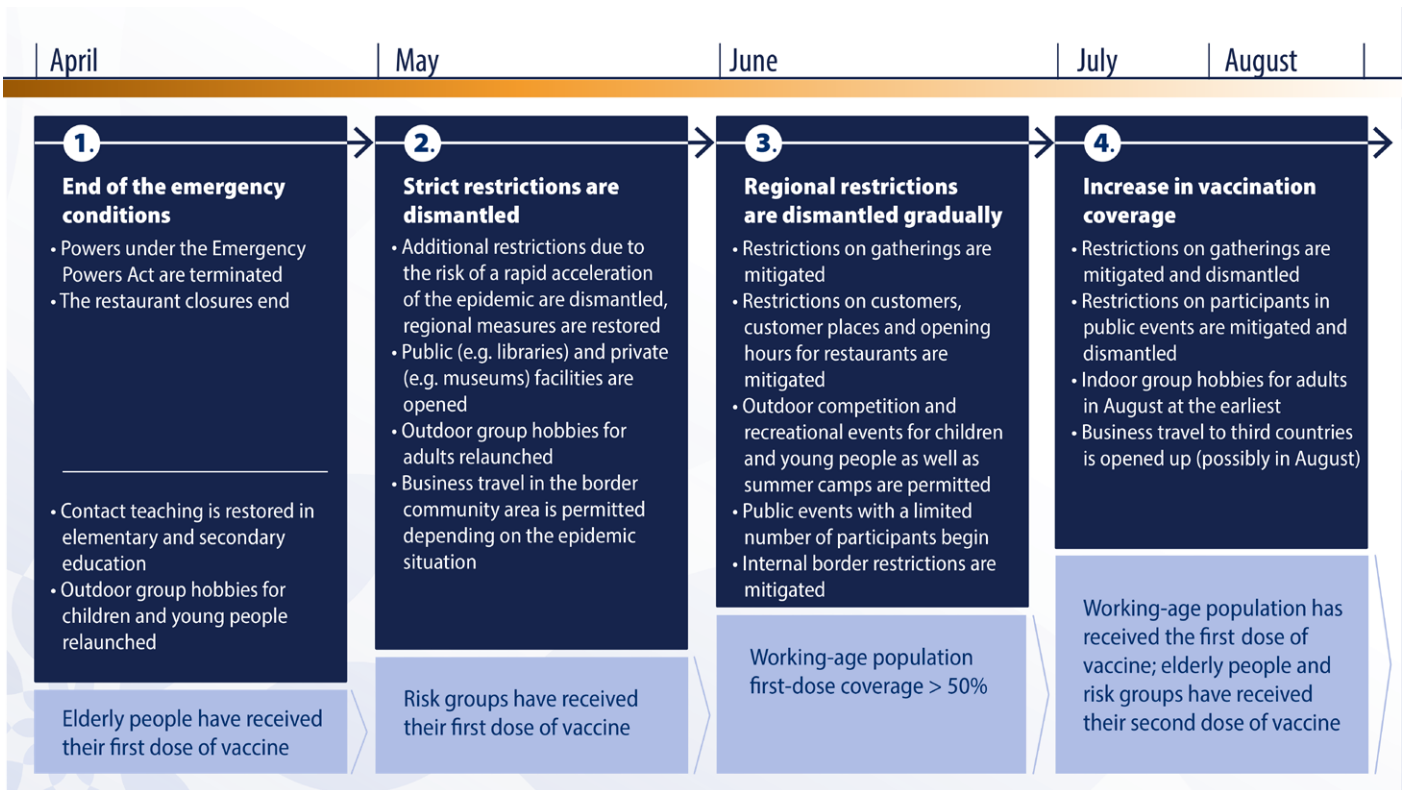 April
May
June
July
August
1.
End of the emergency
conditions
• Powers under the Emergency
Powers Act are terminated
• The restaurant closures end
• Contact teaching is restored in
elementary and secondary
education
• Outdoor group hobbies for
children and young people
relaunched
Elderly people have received
their first dose of vaccine
2.
Strict restrictions are
dismantled
• Additional restrictions due to
the risk of a rapid acceleration
of the epidemic are dismantled,
regional measures are restored
• Public (e.g. libraries) and private
(e.g. museums) facilities are
opened
• Outdoor group hobbies for
adults relaunched
• Business travel in the border
community area is permitted
depending on the epidemic
situation
Risk groups have received
their first dose of vaccine
3.
Regional restrictions
are dismantled gradually
• Restrictions on gatherings are
mitigated
• Restrictions on customers,
customer places and opening
hours for restaurants are
mitigated
• Outdoor competition and
recreational events for children
and young people as well as
summer camps are permitted
• Public events with a limited
number of participants begin
• Internal border restrictions are
mitigated
Working-age population
first-dose coverage > 50%
4.
Increase in vaccination
coverage
• Restrictions on gatherings are
mitigated and dismantled
• Restrictions on participants in
public events are mitigated and
dismantled
• Indoor group hobbies for adults
in August at the earliest
• Business travel to third countries
is opened up (possibly in August)
Working-age population has
received the first dose of
vaccine; elderly people and
risk groups have received
their second dose of vaccine